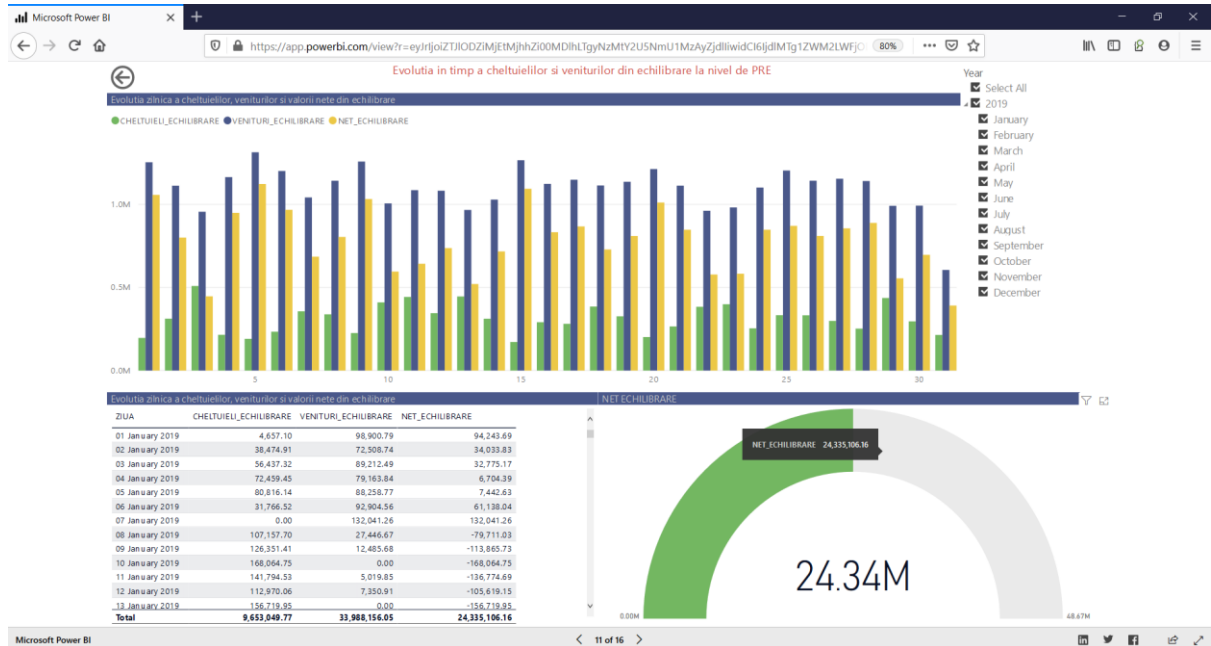 Microsoft Power BI
80%
Evolutia in timp a cheltuielilor si veniturilor din echilibrare la nivel de PRE
Evolutia zilnica a cheltuielilor, veniturilor si valorii nete din echilibrare
CHELTUIELI_ECHILIBRARE VENITURI_ECHILIBRARE NET_ECHILIBRARE
1.0M
0.5M
0.0M
5 10 15 20 25 30
Year
Select All
2019
January
February
March
April
May
June
July
August
September
October
November
December
Evolutia zilnica a cheltuielilor, veniturilor si valorii nete din echilibrare
ZIUA CHELTUIELI_ECHILIBRARE VENITURI_ECHILIBRARE NET_ECHILIBRARE
01 January 2019 4,657.10 98,900.79 94,243.69
02 January 2019 38,474.91 72,508.74 34,033.83
03 January 2019 56,437.32 89,212.49 32,775.17
04 January 2019 72,459.45 79,163.84 6,704.39
05 January 2019 80,816.14 88,258.77 7,442.63
06 January 2019 31,766.52 92,904.56 61,138.04
07 January 2019 0.00 132,041.26 132,041.26
08 January 2019 107,157.70 27,446.67 -79,711.03
09 January 2019 126,351.41 12,485.68 -113,865.73
10 January 2019 168,064.75 0.00 -168,064.75
11 January 2019 141,794.53 5,019.85 -136,774.69
12 January 2019 112,970.06 7,350.91 -105,619.15
13 January 2019 156,719.95 0.00 -156,719.95
Total 9,653,049.77 33,988,156.05 24,335,106.16
NET ECHILIBRARE
NET_ECHILIBRARE 24,335,106.16
24.34M
0.00M
48.67M
Microsoft Power BI
11 of 16